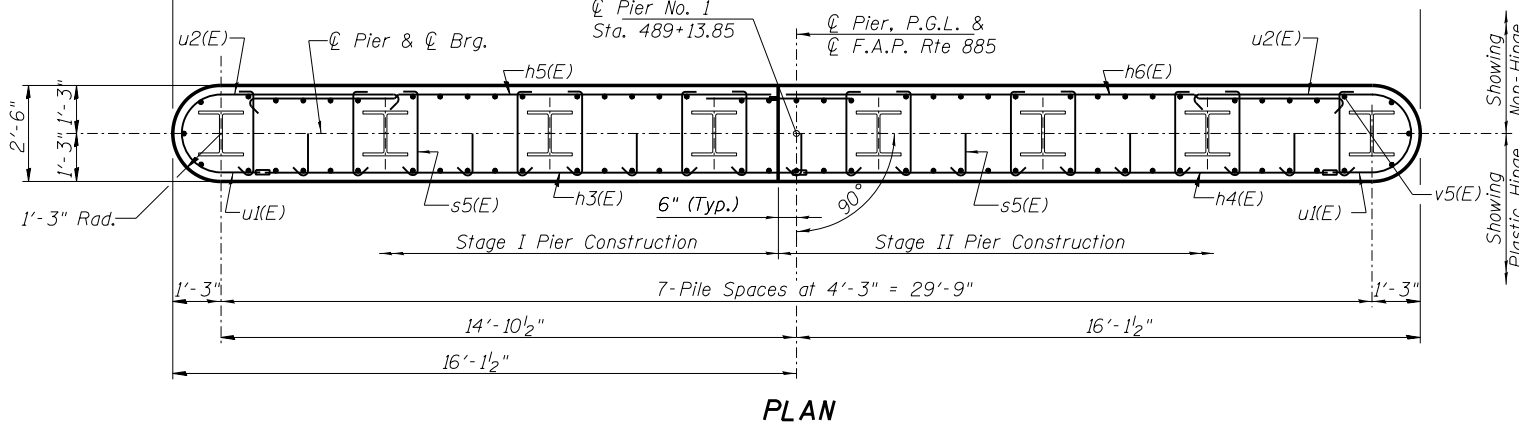 ℄ Pier No. 1
Sta. 489+13.85
℄ Pier, P.G.L. &
℄ F.A.P. Rte 885
u2(E)
℄ Pier & ℄ Brg.
h5(E)
h6(E)
u2(E)
Showing
Non-Hinge
2'-6"
1'-3"
1'-3"
1'-3" Rad.
u1(E)
s5(E)
h3(E)
6" (Typ.)
90°
s5(E)
h4(E)
u1(E)
v5(E)
Showing
Plastic Hinge
Stage I Pier Construction
Stage II Pier Construction
1'-3"
7-Pile Spaces at 4'-3" = 29'-9"
1'-3"
14'-10½"
16'-1½"
16'-1½"
PLAN